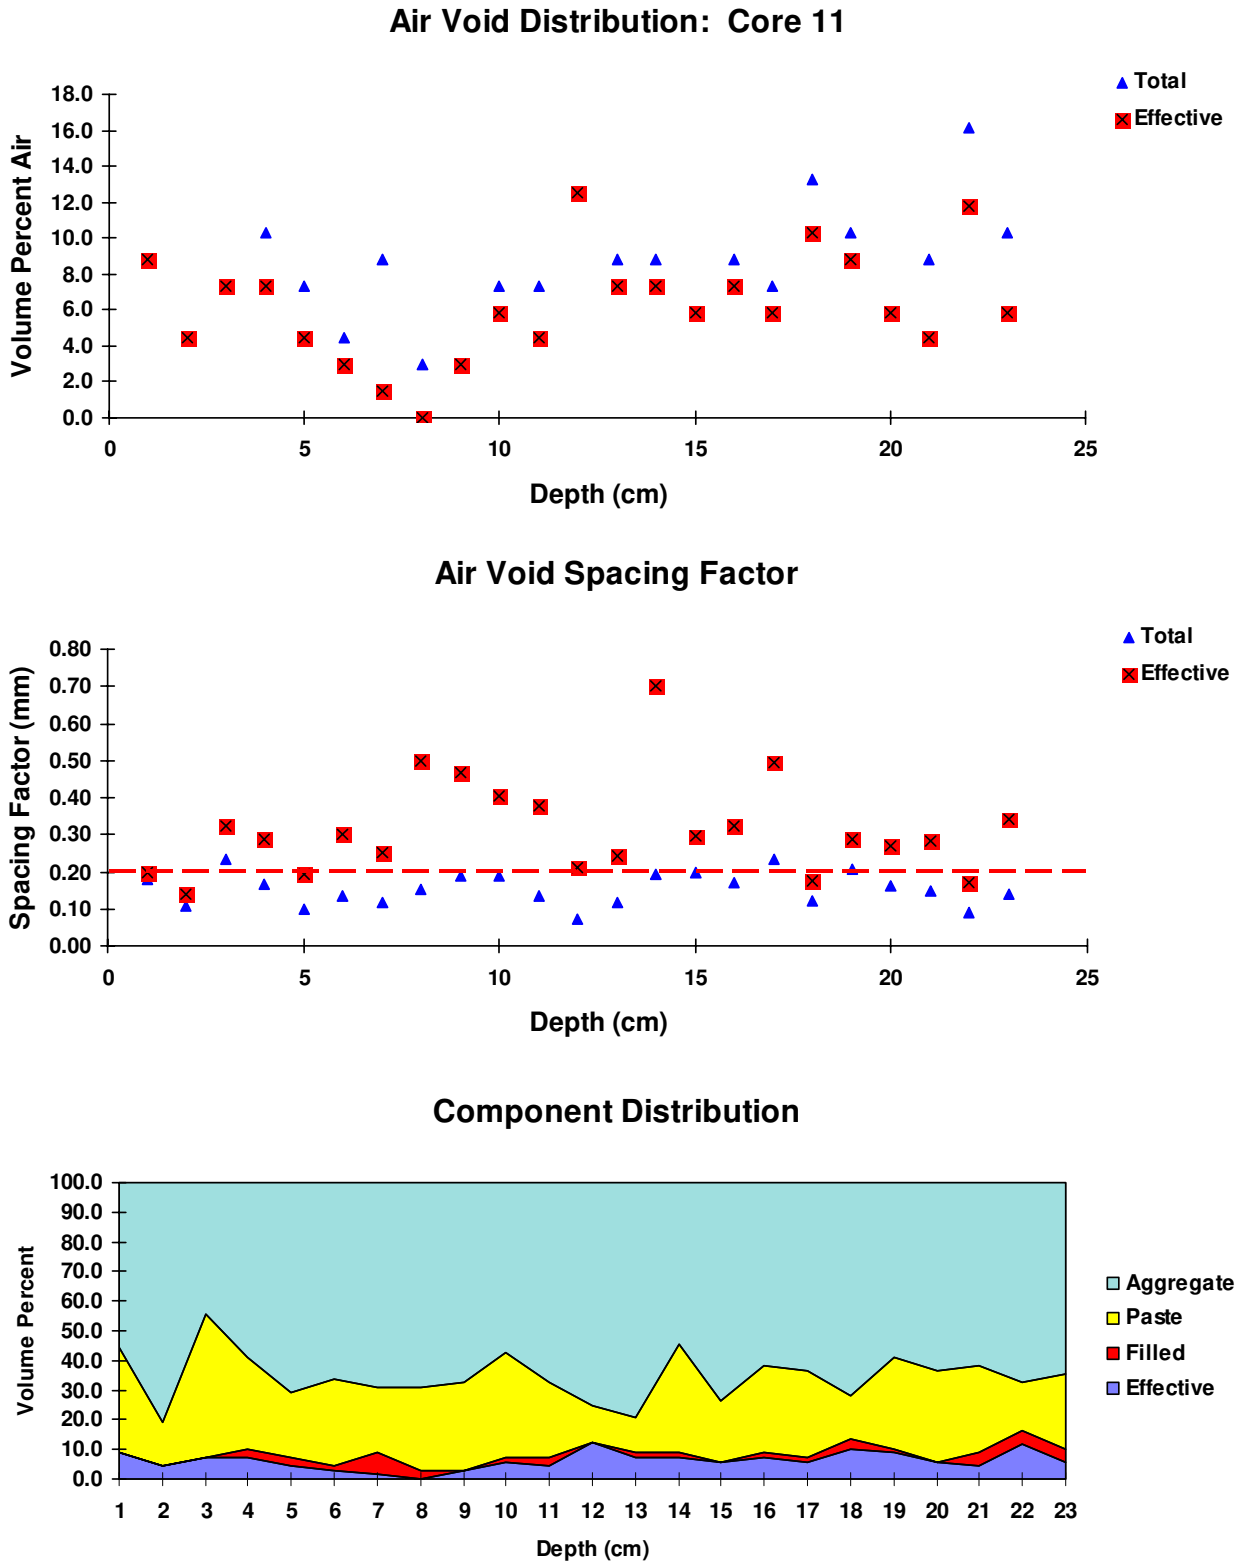 Air Void Distribution:  Core 11
Total
Effective
Volume Percent Air
18.0
16.0
14.0
12.0
10.0
8.0
6.0
4.0
2.0
0.0
0 5 10 15 20 25
Depth (cm)
Air Void Spacing Factor
Total
Effective
Spacing Factor (mm)
0.80
0.70
0.60
0.50
0.40
0.30
0.20
0.10
0.00
0 5 10 15 20 25
Depth (cm)
Component Distribution
Volume Percent
100.0
90.0
80.0
70.0
60.0
50.0
40.0
30.0
20.0
10.0
0.0
1 2 3 4 5 6 7 8 9 10 11 12 13 14 15 16 17 18 19 20 21 22 23
Depth (cm)
Aggregate
Paste
Filled
Effective